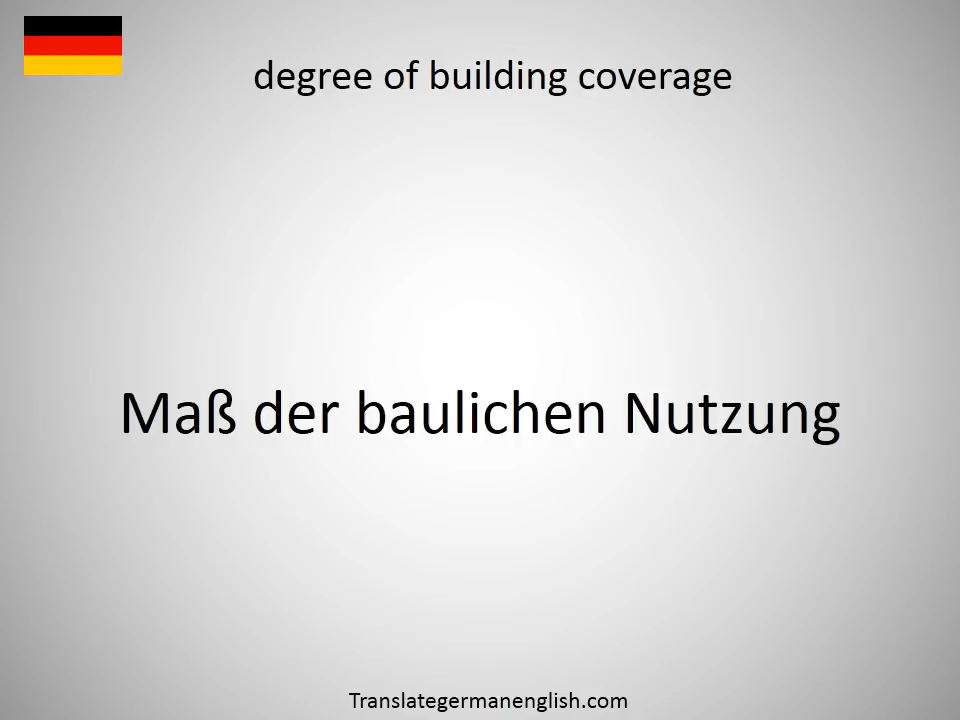 degree of building coverage
Maß der baulichen Nutzung
Translategermanenglish.com